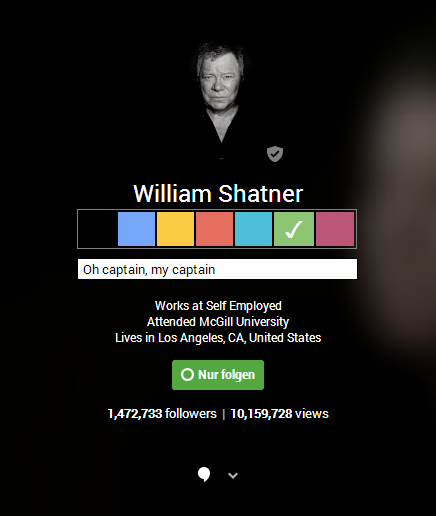 William Shatner
Oh captain, my captain
Works at Self Employed
Attended McGill University
Lives in Los Angeles, CA, United States
Nur folgen
1,472,733 followers | 10,159,728 views